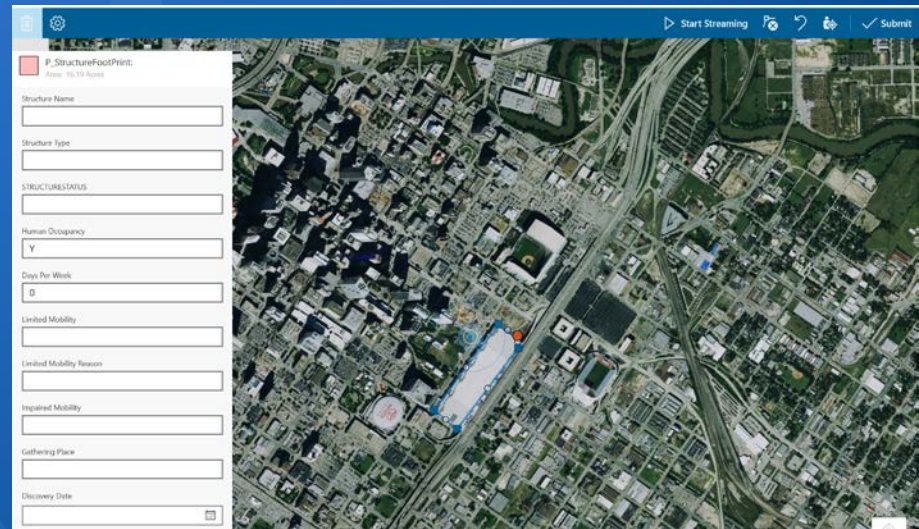 Start Streaming
Submit
P_StructureFootPrint:
Area: 16.19 Acres
Structure Name
Structure Type
STRUCTURESTATUS
Human Occupancy
Y
Days Per Week
0
Limited Mobility
Limited Mobility Reason
Impaired Mobility
Gathering Place
Discovery Date